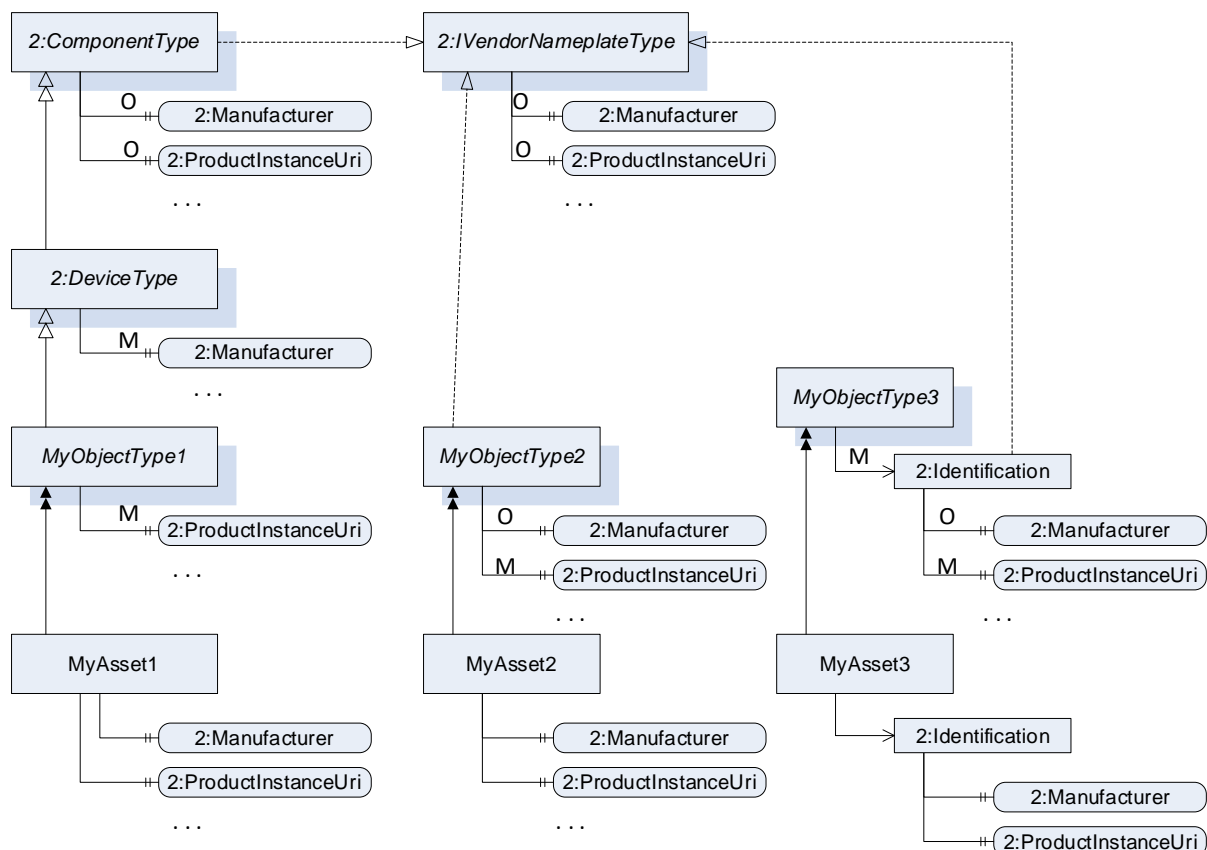 2:ComponentType
2:IVendorNameplateType
O
2:Manufacturer
O
2:ProductInstanceUri
. . .
O
2:Manufacturer
O
2:ProductInstanceUri
. . .
2:DeviceType
M
2:Manufacturer
. . .
MyObjectType1
M
2:ProductInstanceUri
. . .
MyObjectType2
O
2:Manufacturer
M
2:ProductInstanceUri
. . .
MyObjectType3
M
2:Identification
O
2:Manufacturer
M
2:ProductInstanceUri
. . .
MyAsset1
2:Manufacturer
2:ProductInstanceUri
. . .
MyAsset2
2:Manufacturer
2:ProductInstanceUri
. . .
MyAsset3
2:Identification
2:Manufacturer
2:ProductInstanceUri